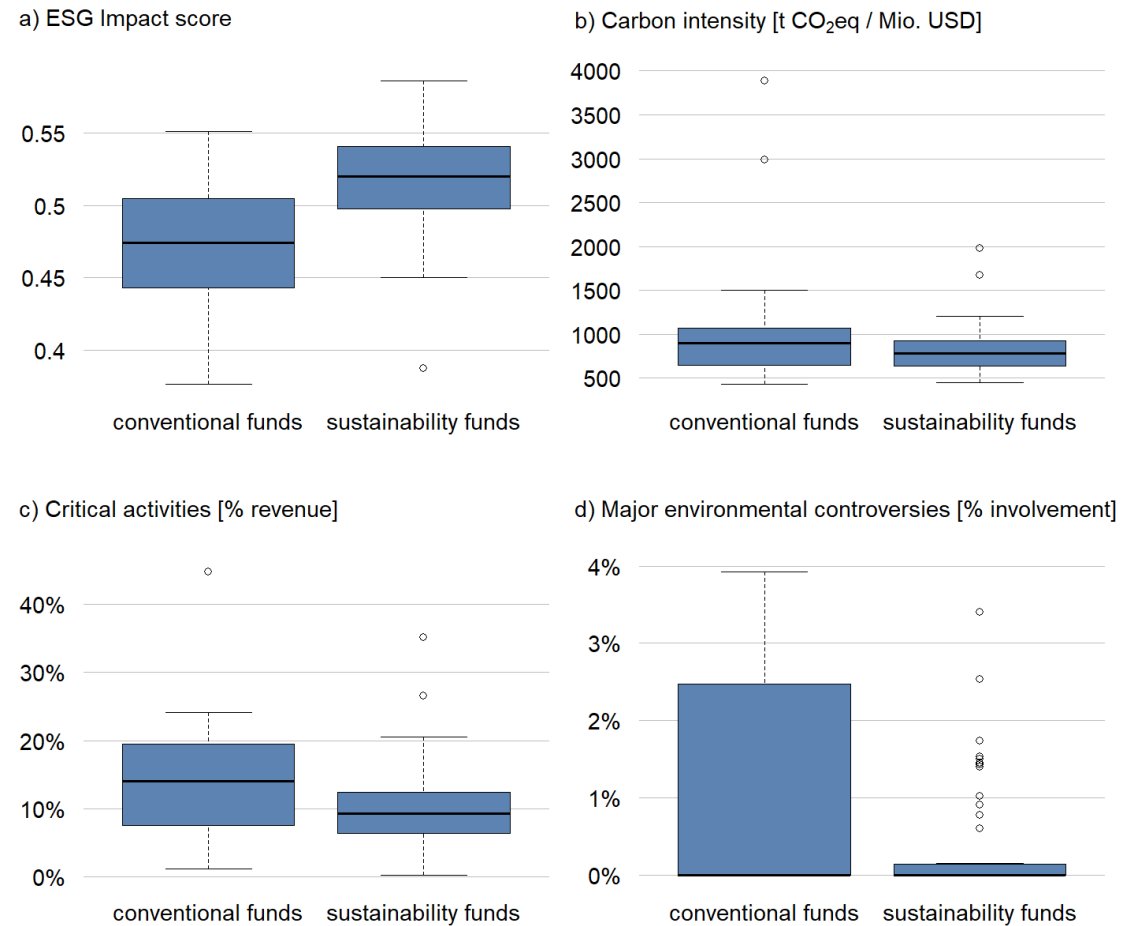 a) ESG Impact score
0.55
0.5
0.45
0.4
conventional funds
sustainability funds
b) Carbon intensity [t CO₂eq / Mio. USD]
4000
3500
3000
2500
2000
1500
1000
500
conventional funds
sustainability funds
c) Critical activities [% revenue]
40%
30%
20%
10%
0%
conventional funds
sustainability funds
d) Major environmental controversies [% involvement]
4%
3%
2%
1%
0%
conventional funds
sustainability funds